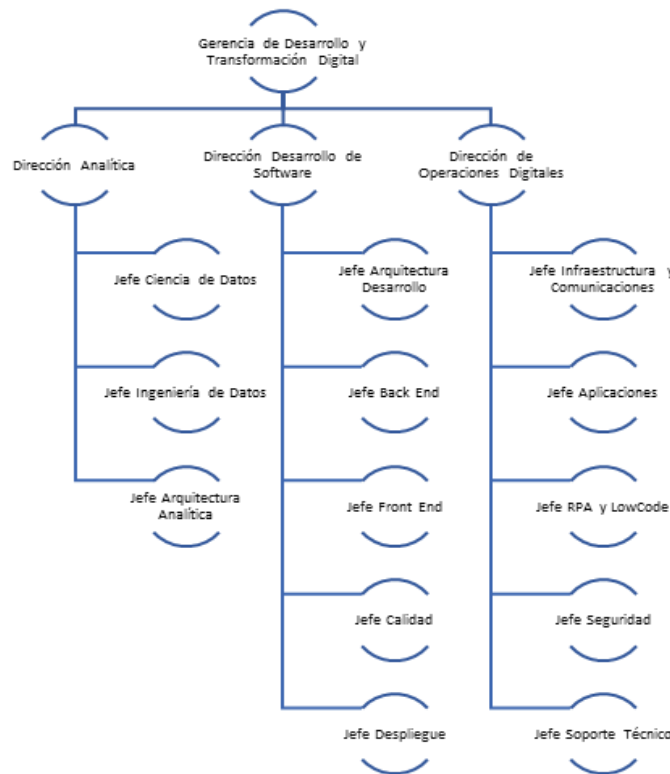 Gerencia de Desarrollo y
Transformación Digital
Dirección Analítica
Dirección Desarrollo de
Software
Dirección de
Operaciones Digitales
Jefe Ciencia de Datos
Jefe Arquitectura
Desarrollo
Jefe Infraestructura y
Comunicaciones
Jefe Ingeniería de Datos
Jefe Back End
Jefe Aplicaciones
Jefe Arquitectura
Analítica
Jefe Front End
Jefe RPA y LowCode
Jefe Calidad
Jefe Seguridad
Jefe Despliegue
Jefe Soporte Técnico